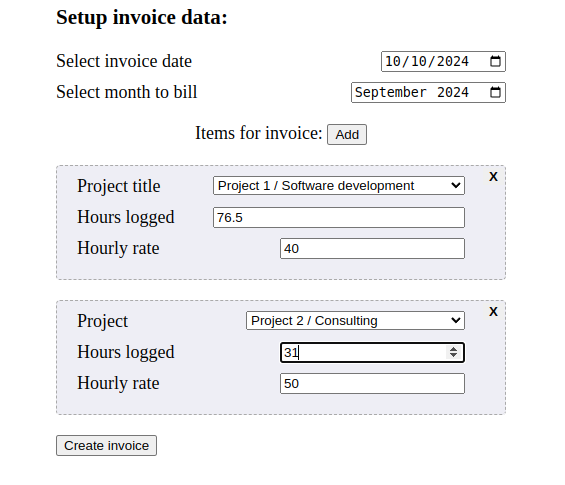 Setup invoice data:
Select invoice date 10/10/2024
Select month to bill September 2024
Items for invoice: Add
X
Project title Project 1 / Software development
Hours logged 76.5
Hourly rate 40
X
Project Project 2 / Consulting
Hours logged 31
Hourly rate 50
Create invoice